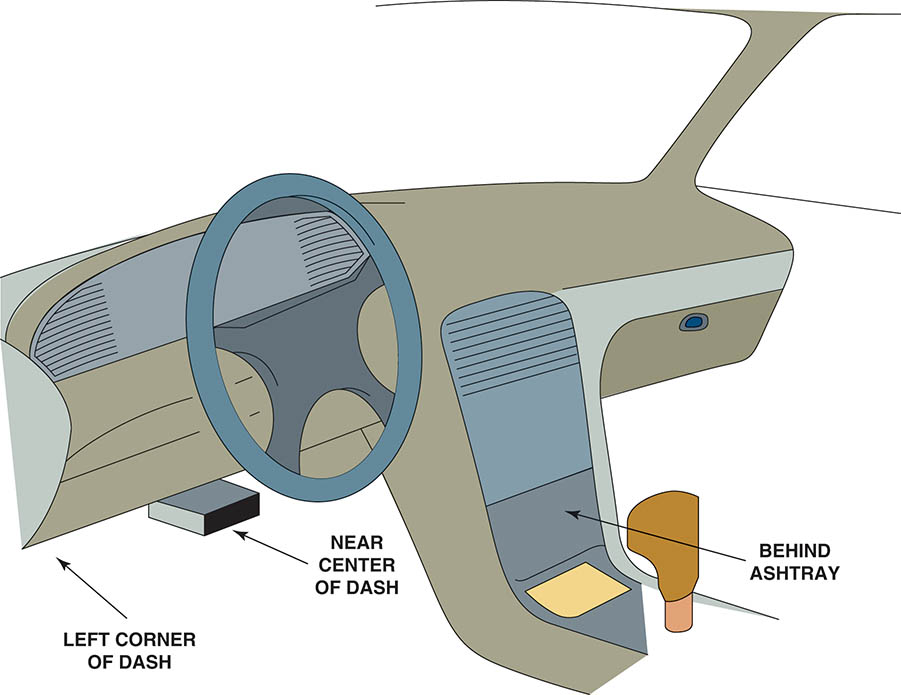 NEAR
CENTER
OF DASH
BEHIND
ASHTRAY
LEFT CORNER
OF DASH